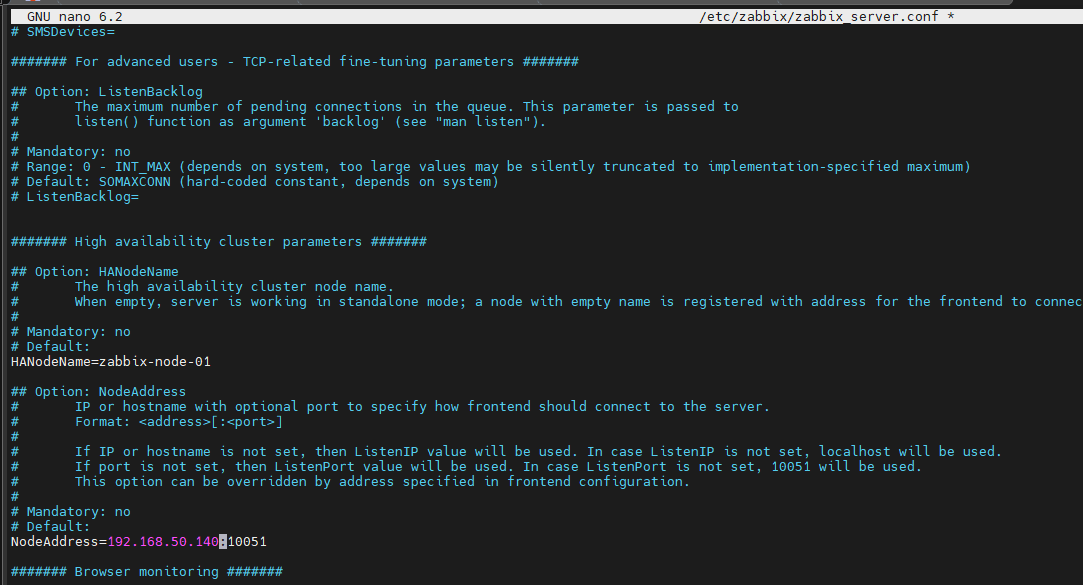 GNU nano 6.2 /etc/zabbix/zabbix_server.conf *
# SMSDevices=
####### For advanced users - TCP-related fine-tuning parameters #######
## Option: ListenBacklog
# The maximum number of pending connections in the queue. This parameter is passed to
# listen() function as argument 'backlog' (see "man listen").
#
# Mandatory: no
# Range: 0 - INT_MAX (depends on system, too large values may be silently truncated to implementation-specified maximum)
# Default: SOMAXCONN (hard-coded constant, depends on system)
# ListenBacklog=
####### High availability cluster parameters #######
## Option: HANodeName
# The high availability cluster node name.
# When empty, server is working in standalone mode; a node with empty name is registered with address for the frontend to connec
#
# Mandatory: no
# Default:
HANodeName=zabbix-node-01
## Option: NodeAddress
# IP or hostname with optional port to specify how frontend should connect to the server.
# Format: <address>[:<port>]
#
# If IP or hostname is not set, then ListenIP value will be used. In case ListenIP is not set, localhost will be used.
# If port is not set, then ListenPort value will be used. In case ListenPort is not set, 10051 will be used.
# This option can be overridden by address specified in frontend configuration.
#
# Mandatory: no
# Default:
NodeAddress=192.168.50.140:10051
####### Browser monitoring #######